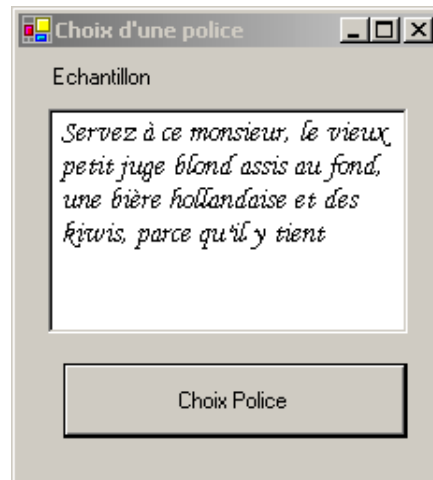 Choix d'une police
Echantillon
Servez à ce monsieur, le vieux
petit juge blond assis au fond,
une bière hollandaise et des
kiwis, parce qu'il y tient
Choix Police